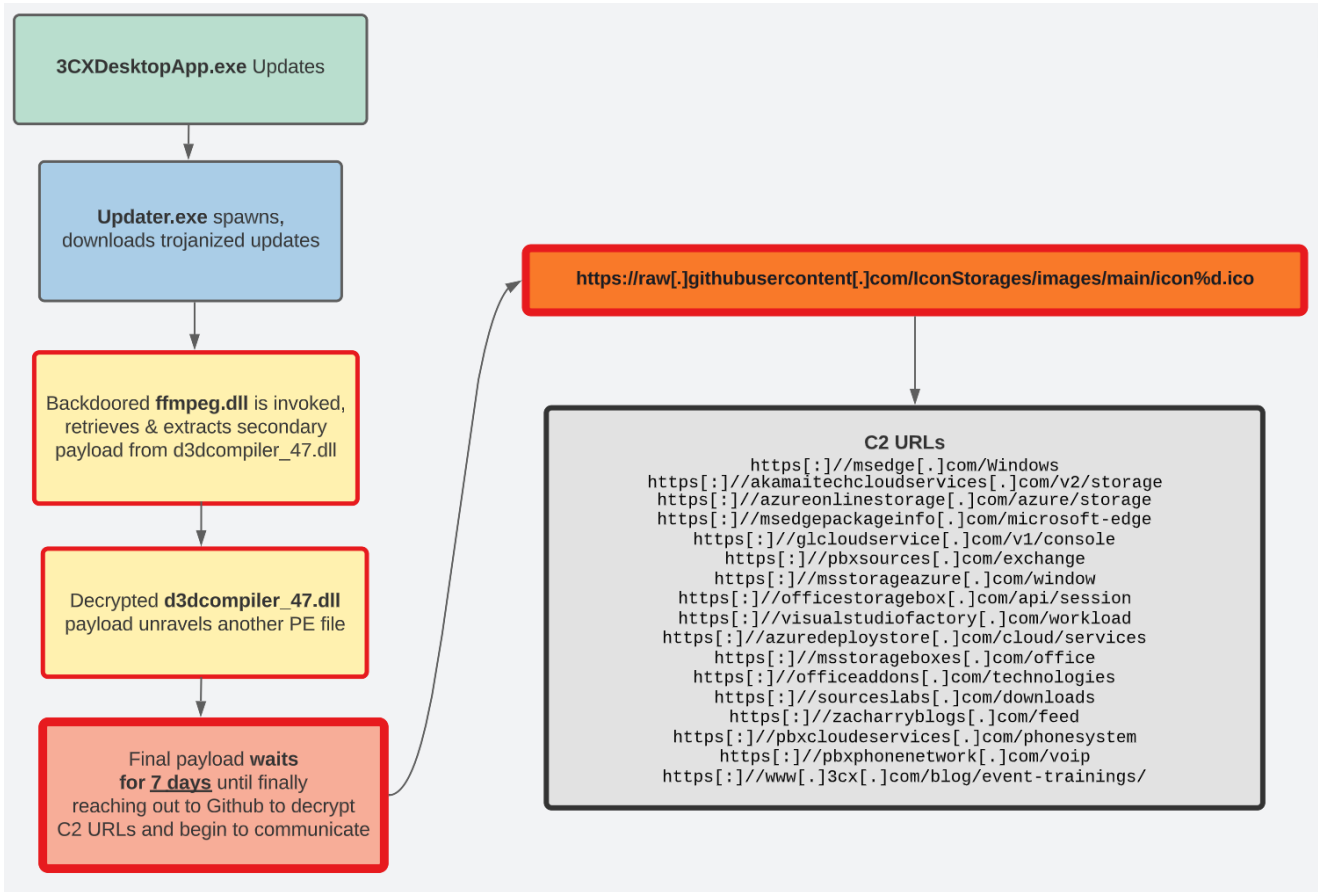 3CXDesktopApp.exe Updates
Updater.exe spawns,
downloads trojanized updates
Backdoored ffmpeg.dll is invoked,
retrieves & extracts secondary
payload from d3dcompiler_47.dll
Decrypted d3dcompiler_47.dll
payload unravels another PE file
Final payload waits
for 7 days until finally
reaching out to Github to decrypt
C2 URLs and begin to communicate
https://raw[.]githubusercontent[.]com/IconStorages/images/main/icon%d.ico
C2 URLs
https[:]//msedge[.]com/Windows
https[:]//akamaitechcloudservices[.]com/v2/storage
https[:]//azureonlinestorage[.]com/azure/storage
https[:]//msedgepackageinfo[.]com/microsoft-edge
https[:]//glcloudservice[.]com/v1/console
https[:]//pbxsources[.]com/exchange
https[:]//msstorageazure[.]com/window
https[:]//officestoragebox[.]com/api/session
https[:]//visualstudiofactory[.]com/workload
https[:]//azuredeploystore[.]com/cloud/services
https[:]//msstorageboxes[.]com/office
https[:]//officeaddons[.]com/technologies
https[:]//sourceslabs[.]com/downloads
https[:]//zacharryblogs[.]com/feed
https[:]//pbxcloudeservices[.]com/phonesystem
https[:]//pbxphonenetwork[.]com/voip
https[:]//www[.]3cx[.]com/blog/event-trainings/